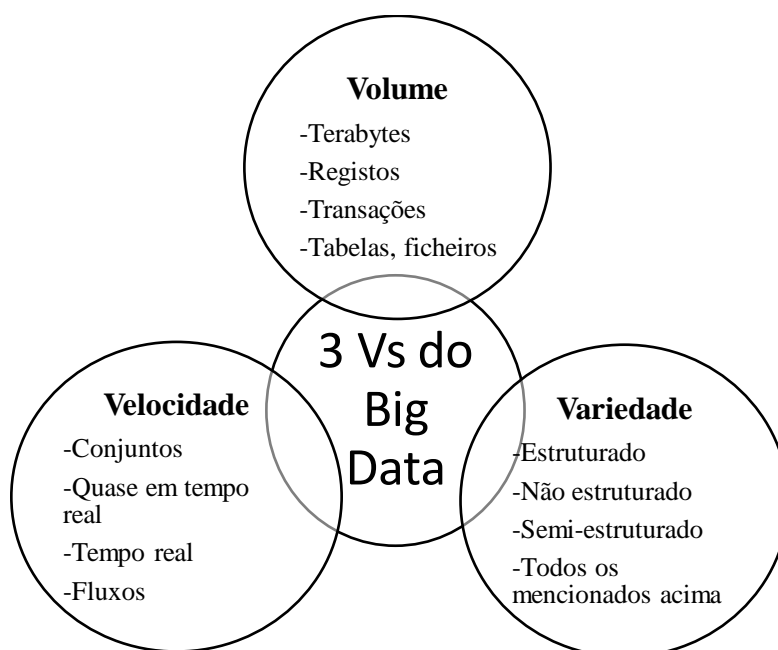 Volume
-Terabytes
-Registos
-Transações
-Tabelas, ficheiros
3 Vs do
Big
Data
Velocidade
-Conjuntos
-Quase em tempo
real
-Tempo real
-Fluxos
Variedade
-Estruturado
-Não estruturado
-Semi-estruturado
-Todos os
mencionados acima